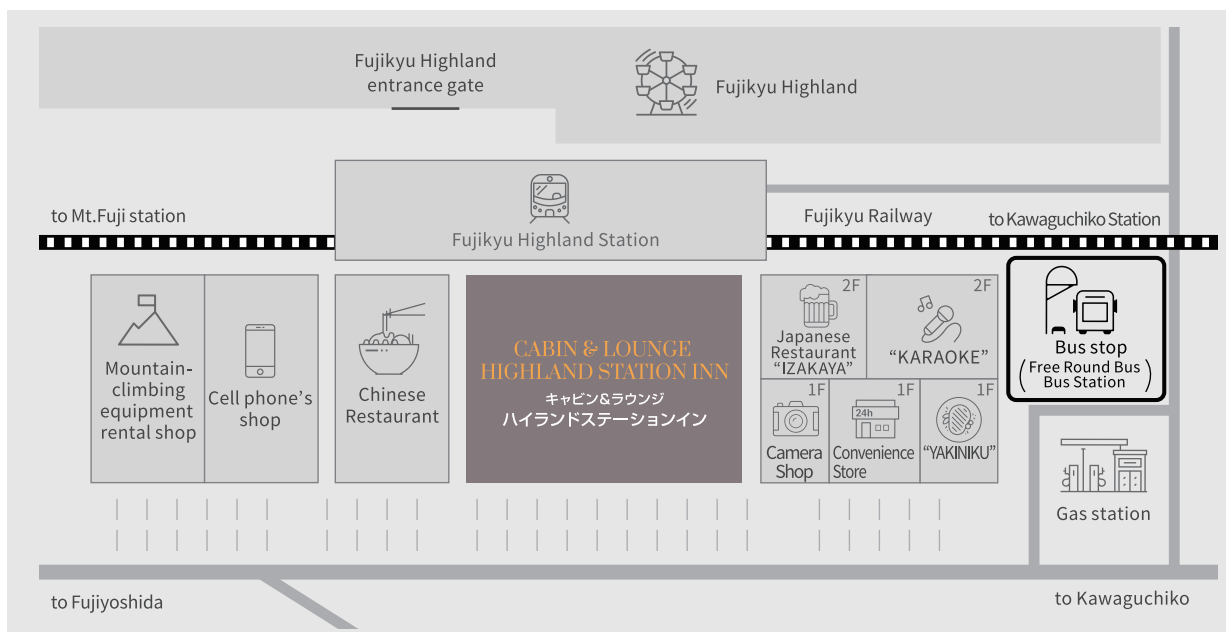 Fujikyu Highland
entrance gate
Fujikyu Highland
to Mt.Fuji station
Fujikyu Highland Station
Fujikyu Railway
to Kawaguchiko Station
Mountain-
climbing
equipment
rental shop
Cell phone's
shop
Chinese
Restaurant
CABIN & LOUNGE
HIGHLAND STATION INN
キャビン&ラウンジ
ハイランドステーションイン
2F
Japanese
Restaurant
“IZAKAYA”
2F
“KARAOKE”
1F
Camera
Shop
1F
24h
Convenience
Store
1F
“YAKINIKU”
Bus stop
(Free Round Bus
Bus Station)
Gas station
to Fujiyoshida
to Kawaguchiko